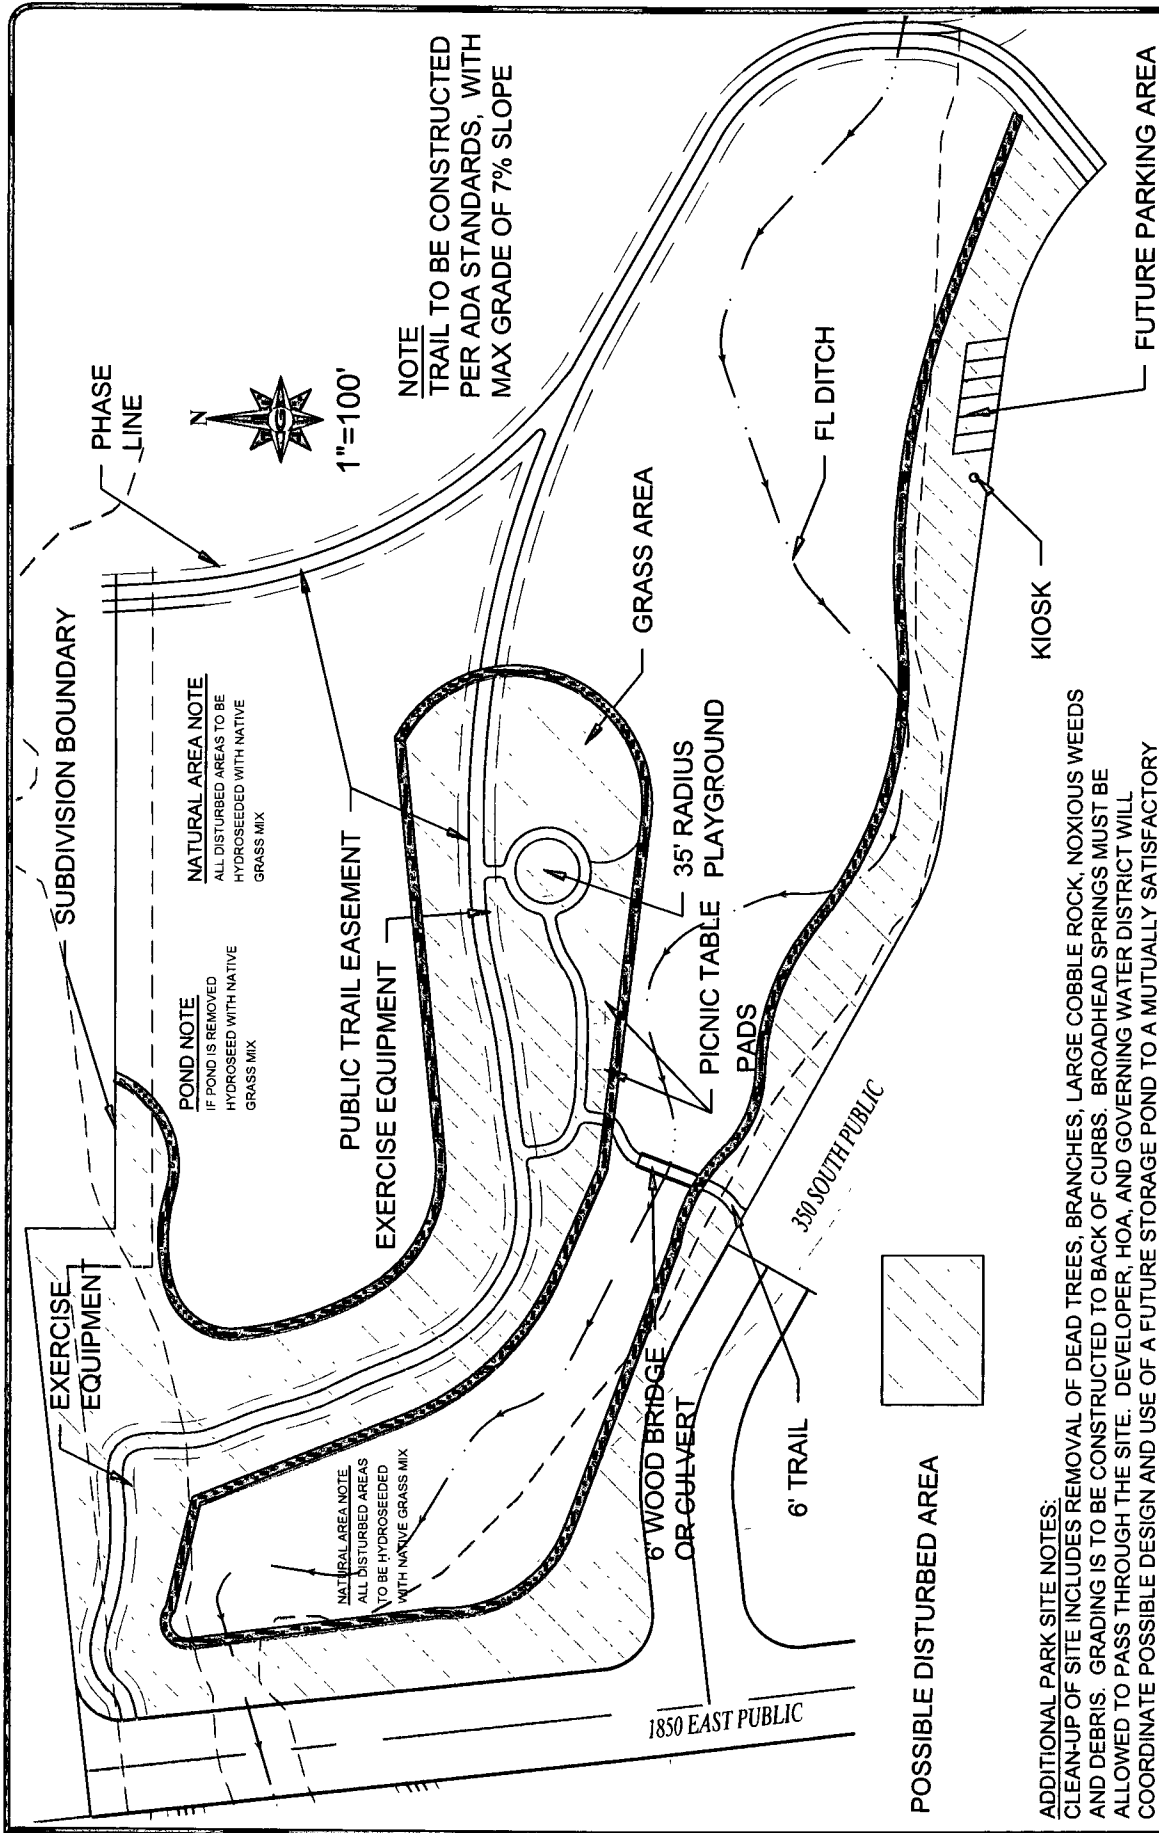 SUBDIVISION BOUNDARY
PHASE
LINE
N
G
1"=100'
NOTE
TRAIL TO BE CONSTRUCTED
PER ADA STANDARDS, WITH
MAX GRADE OF 7% SLOPE
EXERCISE
EQUIPMENT
POND NOTE
IF POND IS REMOVED
HYDROSEED WITH NATIVE
GRASS MIX
NATURAL AREA NOTE
ALL DISTURBED AREAS TO BE
HYDROSEEDED WITH NATIVE
GRASS MIX
PUBLIC TRAIL EASEMENT
EXERCISE EQUIPMENT
NATURAL AREA NOTE
ALL DISTURBED AREAS
TO BE HYDROSEEDED
WITH NATIVE GRASS MIX
GRASS AREA
35' RADIUS
PLAYGROUND
PICNIC TABLE
PADS
FL DITCH
6' WOOD BRIDGE
OR CULVERT
6' TRAIL
350 SOUTH PUBLIC
1850 EAST PUBLIC
KIOSK
FUTURE PARKING AREA
POSSIBLE DISTURBED AREA
ADDITIONAL PARK SITE NOTES:
CLEAN-UP OF SITE INCLUDES REMOVAL OF DEAD TREES, BRANCHES, LARGE COBBLE ROCK, NOXIOUS WEEDS
AND DEBRIS. GRADING IS TO BE CONSTRUCTED TO BACK OF CURBS. BROADHEAD SPRINGS MUST BE
ALLOWED TO PASS THROUGH THE SITE. DEVELOPER, HOA, AND GOVERNING WATER DISTRICT WILL
COORDINATE POSSIBLE DESIGN AND USE OF A FUTURE STORAGE POND TO A MUTUALLY SATISFACTORY